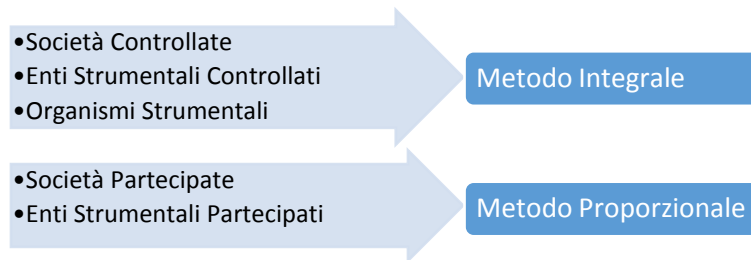 •Società Controllate
•Enti Strumentali Controllati
•Organismi Strumentali
Metodo Integrale
•Società Partecipate
•Enti Strumentali Partecipati
Metodo Proporzionale